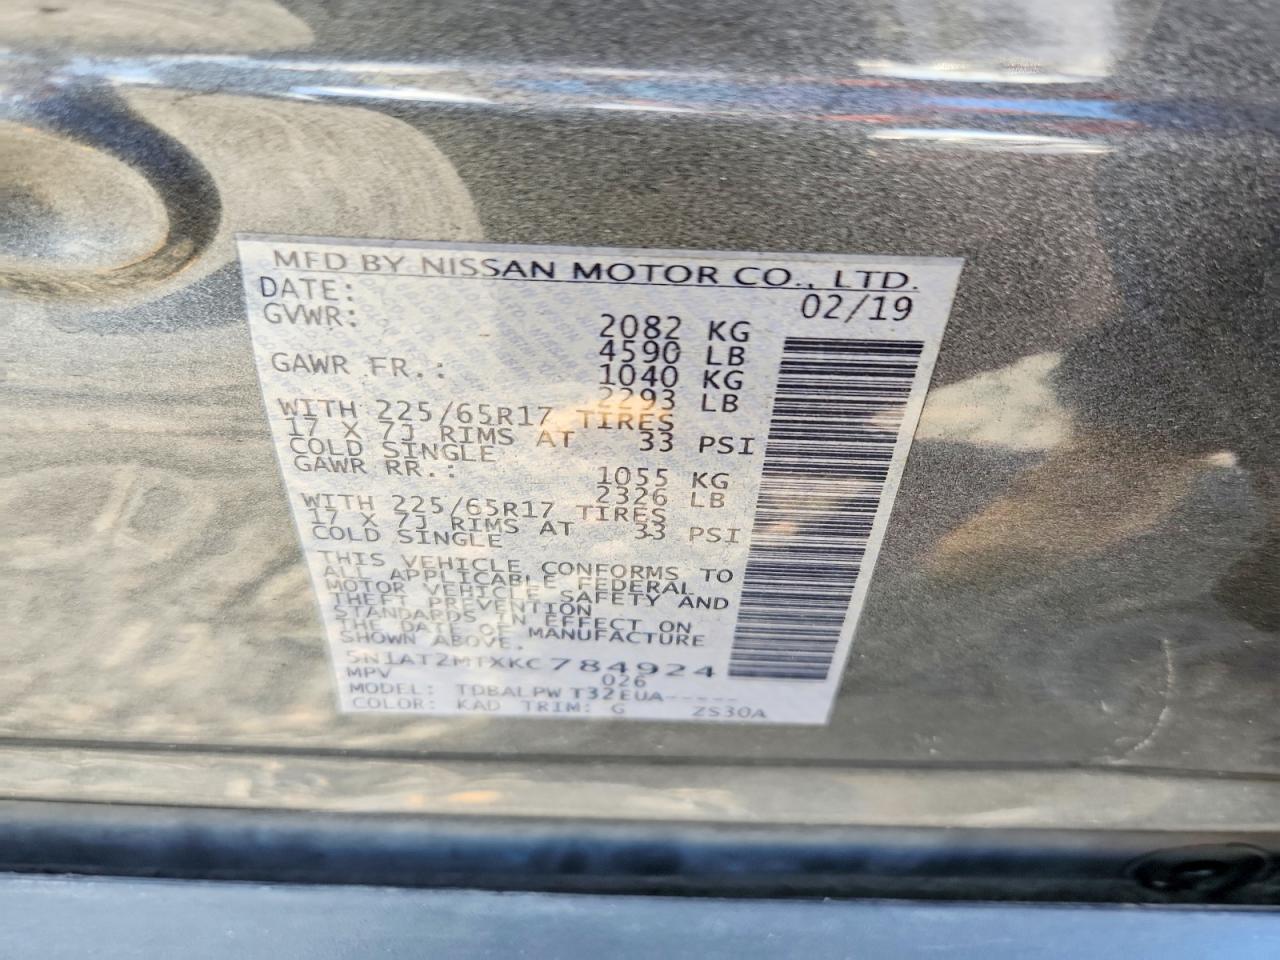 MFD BY NISSAN MOTOR CO., LTD.
DATE: 02/19
GVWR: 2082 KG
4590 LB
GAWR FR.: 1040 KG
2293 LB
WITH 225/65R17 TIRES
17 X 7J RIMS AT 33 PSI
COLD SINGLE
GAWR RR.: 1055 KG
2326 LB
WITH 225/65R17 TIRES
17 X 7J RIMS AT 33 PSI
COLD SINGLE
THIS VEHICLE CONFORMS TO
ALL APPLICABLE FEDERAL
MOTOR VEHICLE SAFETY AND
THEFT PREVENTION
STANDARDS IN EFFECT ON
THE DATE OF MANUFACTURE
SHOWN ABOVE.
5N1AT2MTXKC784924
MPV 026
MODEL: TDBALPW T32EUA-----
COLOR: KAD TRIM: G ZS30A